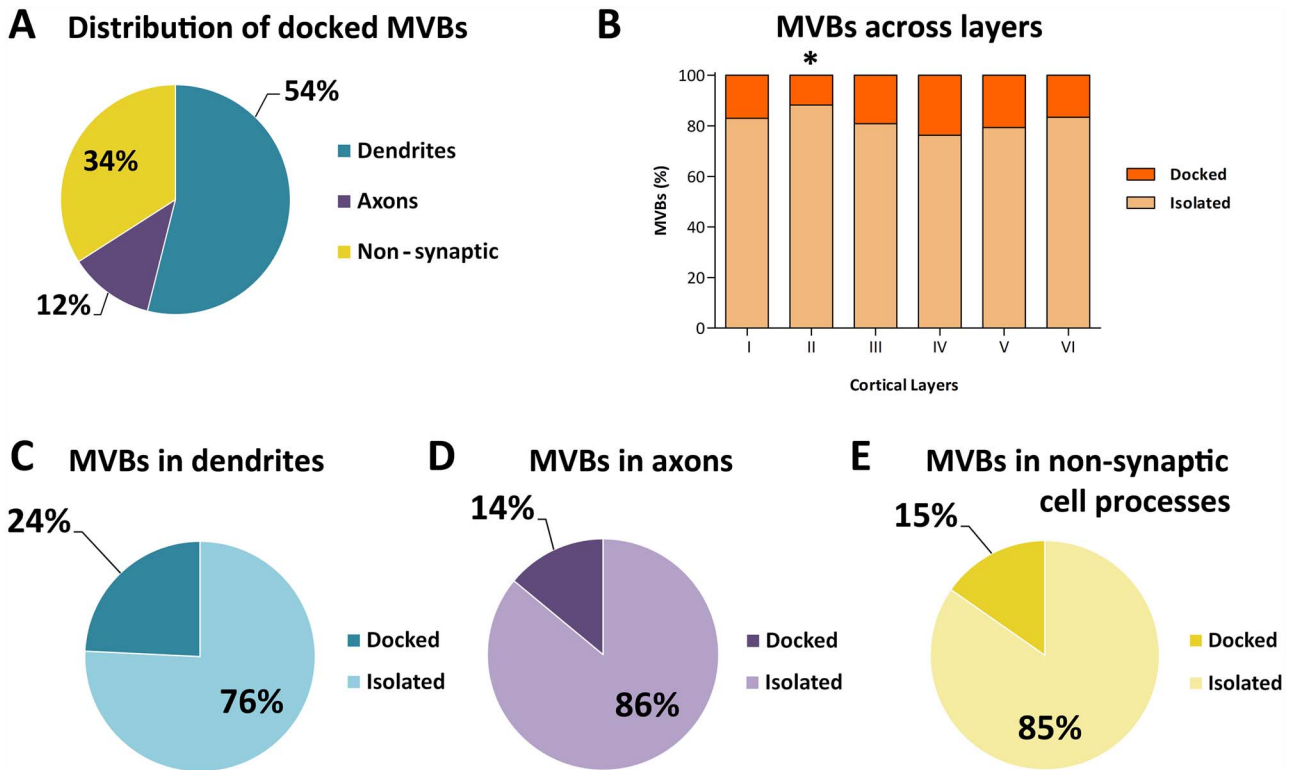 A Distribution of docked MVBs
54%
34%
12%
Dendrites
Axons
Non-synaptic
B MVBs across layers
*
100
80
60
40
20
0
MVBs (%)
I II III IV V VI
Cortical Layers
Docked
Isolated
C MVBs in dendrites
24%
76%
Docked
Isolated
D MVBs in axons
14%
86%
Docked
Isolated
E MVBs in non-synaptic
cell processes
15%
85%
Docked
Isolated